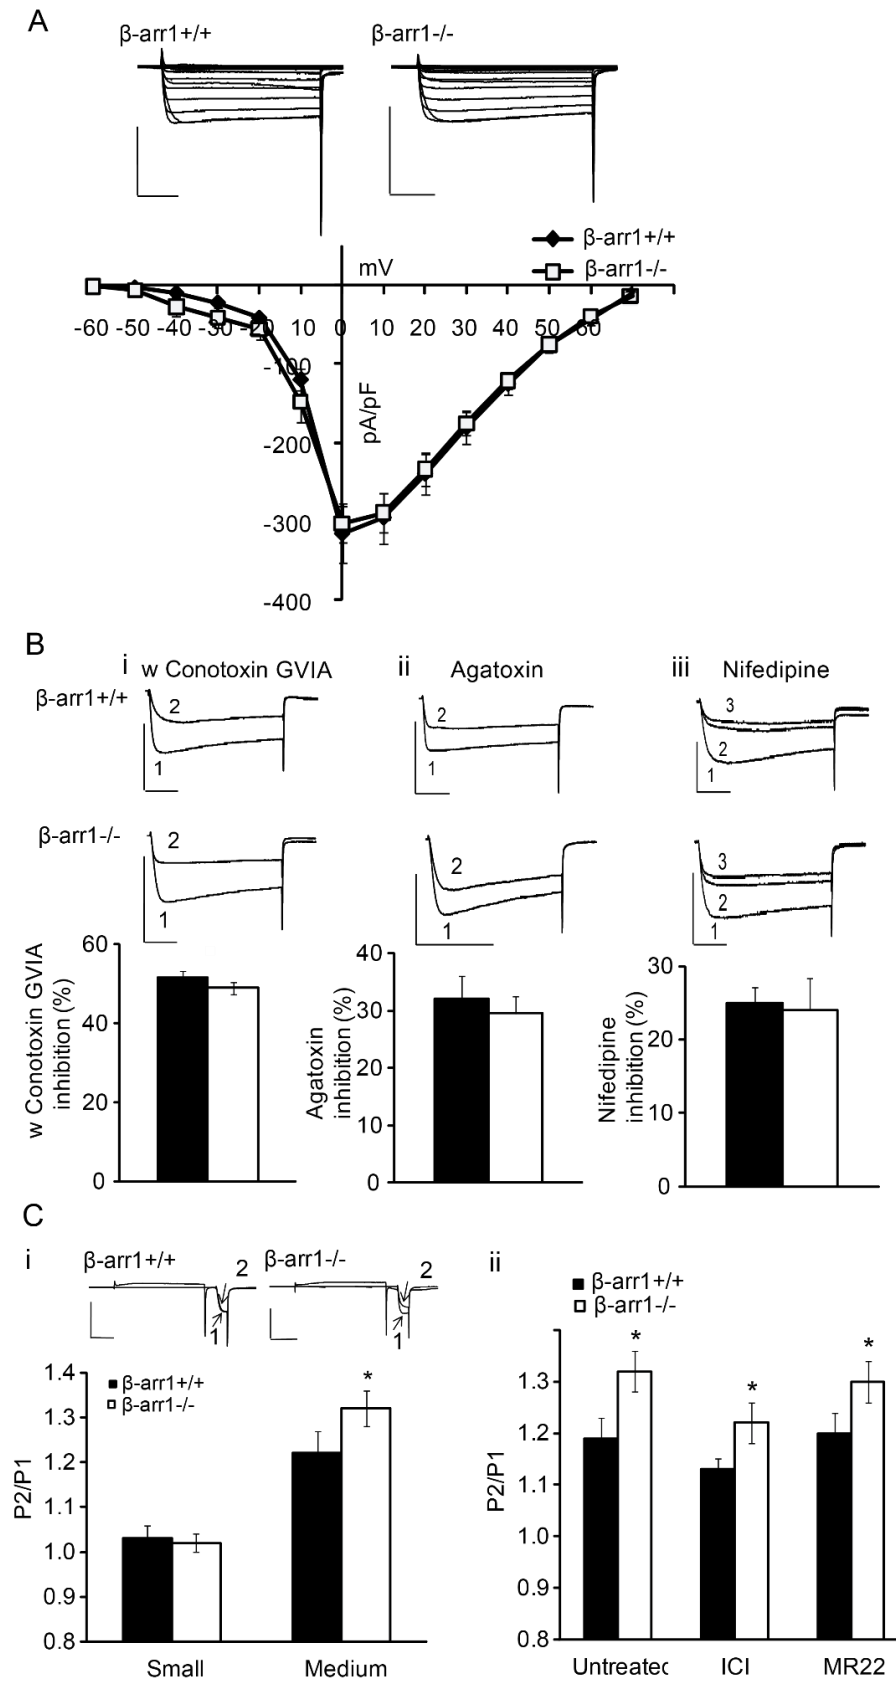 A
β-arr1+/+ β-arr1-/-
β-arr1+/+
mV
β-arr1-/-
-60 -50 -40 -30 -20 10 0 10 20 30 40 50 60
-100
pA/pF
-200
-300
-400
B
i w Conotoxin GVIA ii Agatoxin iii Nifedipine
β-arr1+/+
2 2 3
1 1 2
1
β-arr1-/-
2 2 3
1 1 2
1
w Conotoxin GVIA
inhibition (%)
60
40
20
0
Agatoxin
inhibition (%)
40
30
20
10
0
Nifedipine
inhibition (%)
30
20
10
0
C
i β-arr1+/+ 2 β-arr1-/- 2
1 1
P2/P1
1.4
1.3
1.2
1.1
1.0
0.9
0.8
β-arr1+/+
β-arr1-/-
*
Small Medium
ii
β-arr1+/+
β-arr1-/-
P2/P1
1.3
1.2
1.1
1.0
0.9
0.8
* * *
Untreated ICI MR22